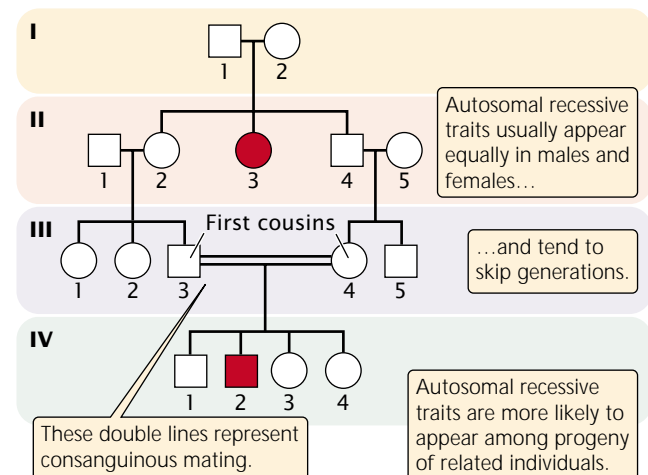 I
1 2
II
Autosomal recessive
traits usually appear
equally in males and
females…
1 2 3 4 5
III
First cousins
…and tend to
skip generations.
1 2 3 4 5
IV
1 2 3 4
These double lines represent
consanguinous mating.
Autosomal recessive
traits are more likely to
appear among progeny
of related individuals.